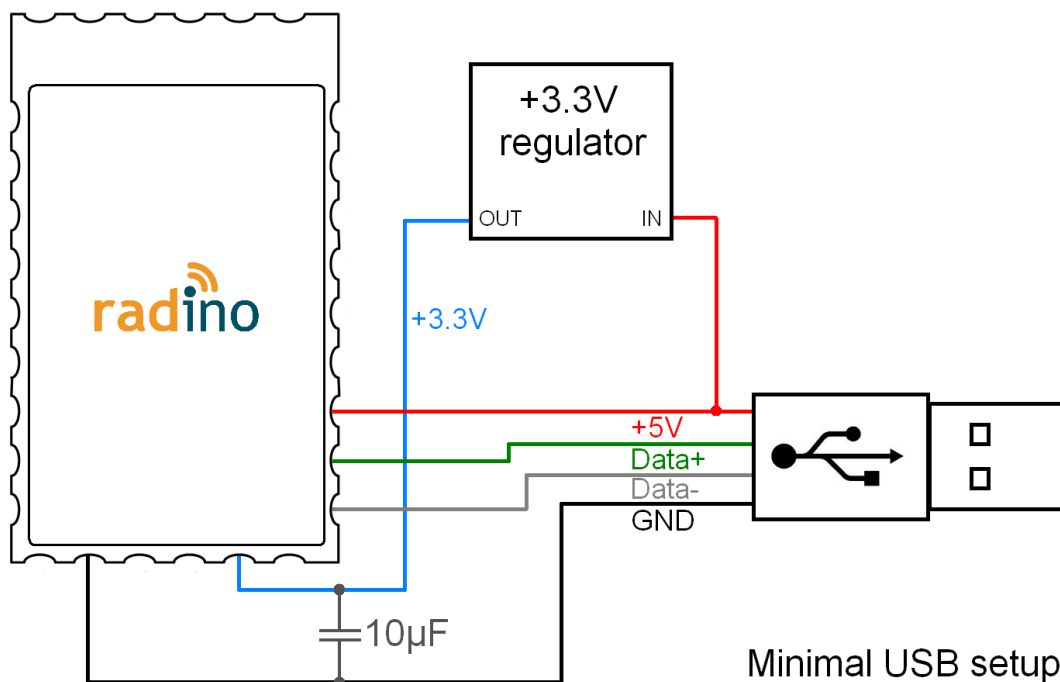 +3.3V
regulator
OUT
IN
radino
+3.3V
+5V
Data+
Data-
GND
10µF
Minimal USB setup